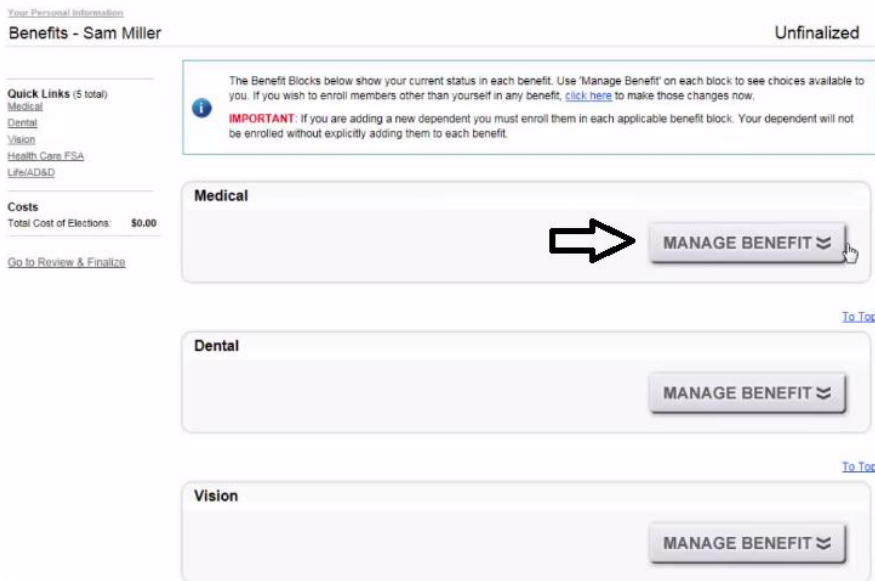 Your Personal Information
Benefits - Sam Miller
Unfinalized
Quick Links (5 total)
Medical
Dental
Vision
Health Care FSA
Life/AD&D
Costs
Total Cost of Elections: $0.00
Go to Review & Finalize
The Benefit Blocks below show your current status in each benefit. Use 'Manage Benefit' on each block to see choices available to
you. If you wish to enroll members other than yourself in any benefit, click here to make those changes now.
IMPORTANT: If you are adding a new dependent you must enroll them in each applicable benefit block. Your dependent will not
be enrolled without explicitly adding them to each benefit.
Medical
MANAGE BENEFIT
To Top
Dental
MANAGE BENEFIT
To Top
Vision
MANAGE BENEFIT